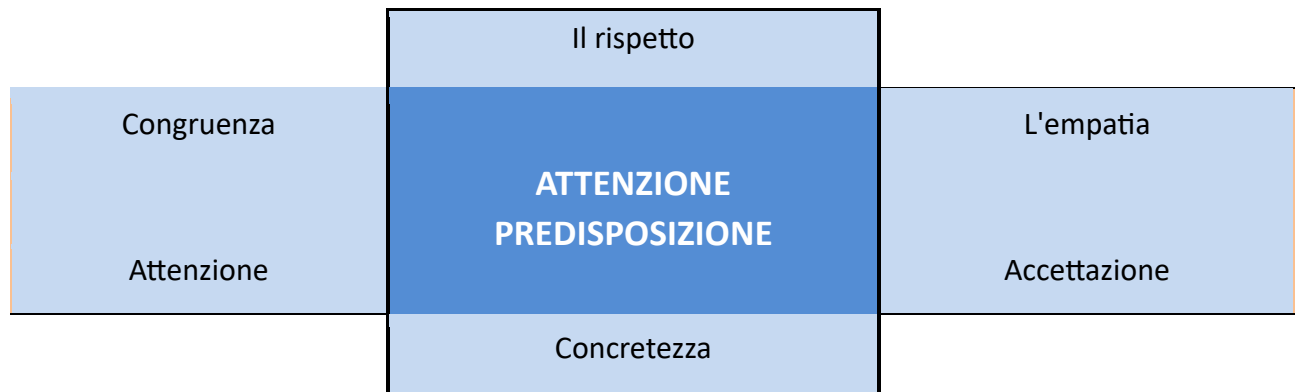 Il rispetto
Congruenza
L'empatia
ATTENZIONE
PREDISPOSIZIONE
Attenzione
Accettazione
Concretezza